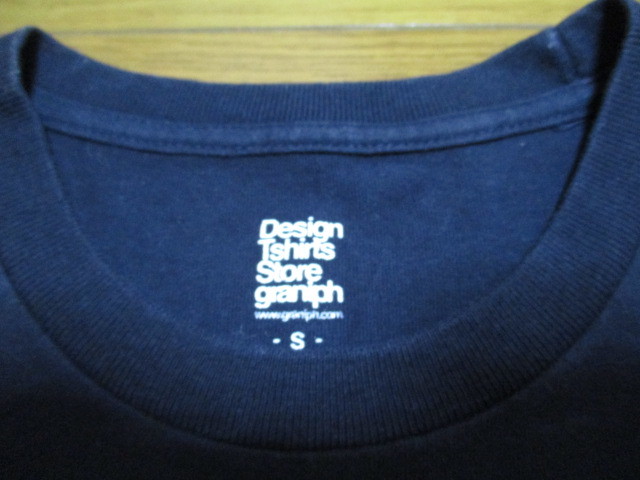 Design
Tshirts
Store
graniph
www.graniph.com
- S -